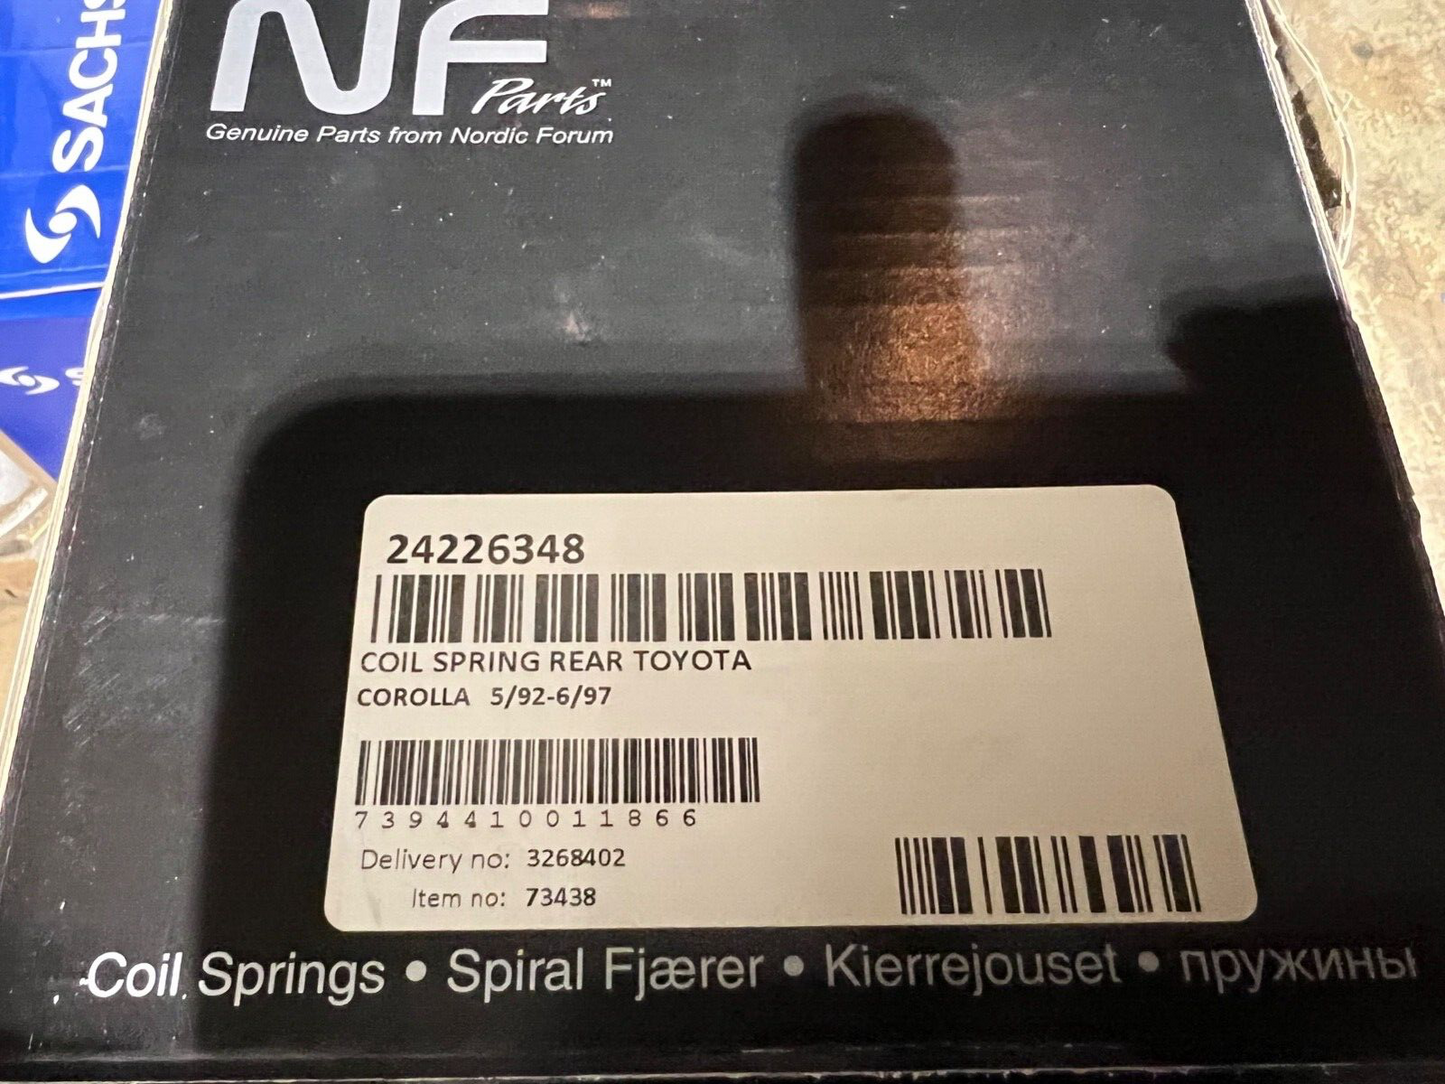 SACHS
NF
Parts™
Genuine Parts from Nordic Forum
24226348
COIL SPRING REAR TOYOTA
COROLLA 5/92-6/97
7394410011866
Delivery no: 3268402
Item no: 73438
Coil Springs • Spiral Fjærer • Kierrejouset • пружины